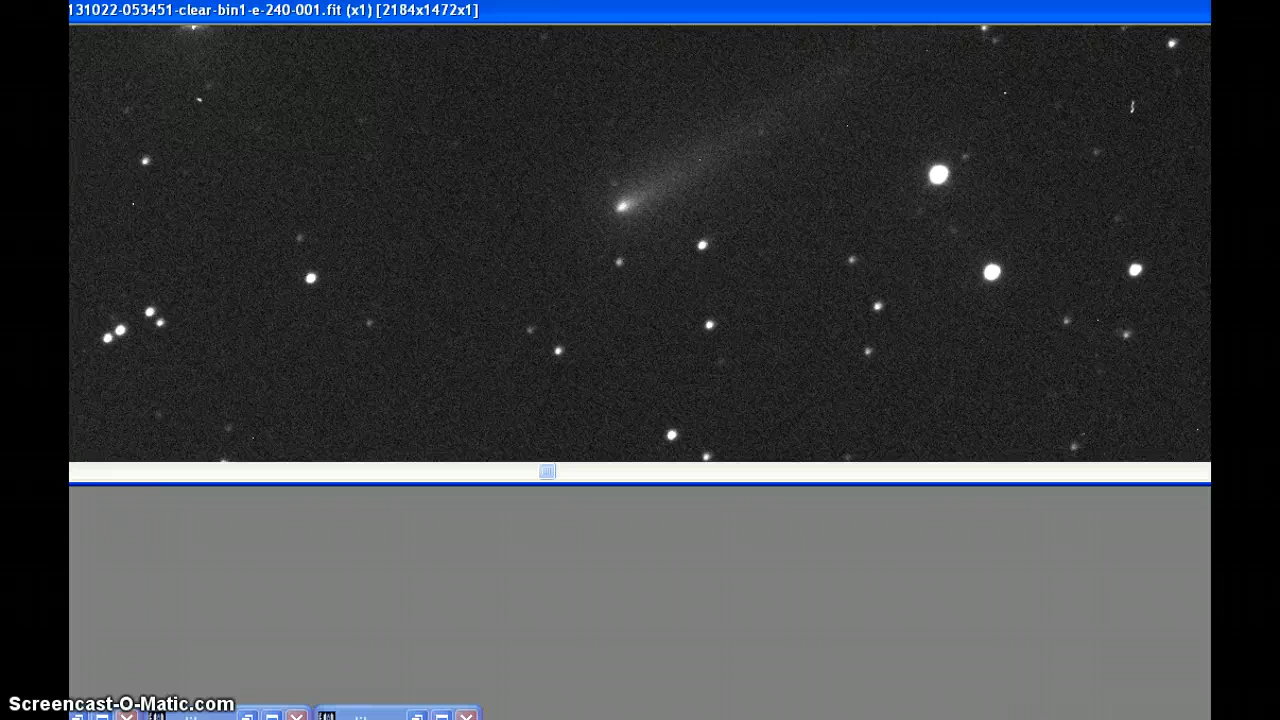 131022-053451-clear-bin1-e-240-001.fit (x1) [2184x1472x1]
Screencast-O-Matic.com